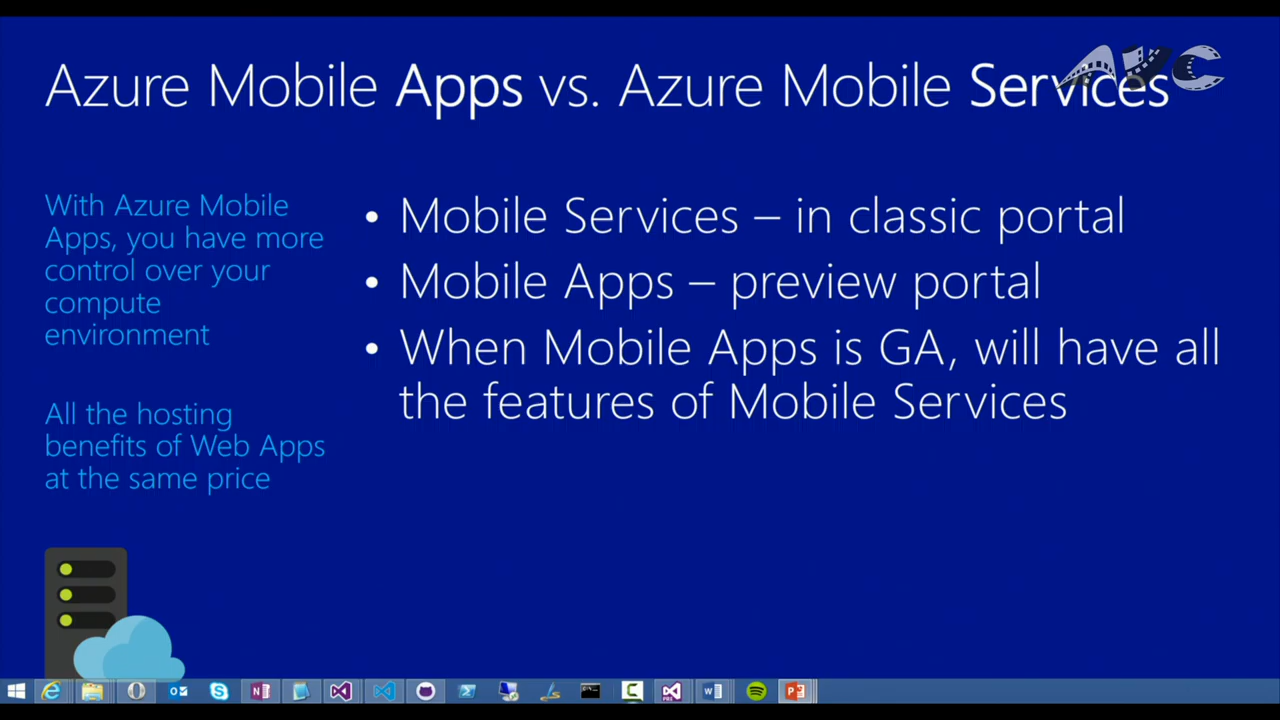 Azure Mobile Apps vs. Azure Mobile Services
AVC
With Azure Mobile
Apps, you have more
control over your
compute
environment
All the hosting
benefits of Web Apps
at the same price
• Mobile Services – in classic portal
• Mobile Apps – preview portal
• When Mobile Apps is GA, will have all
the features of Mobile Services